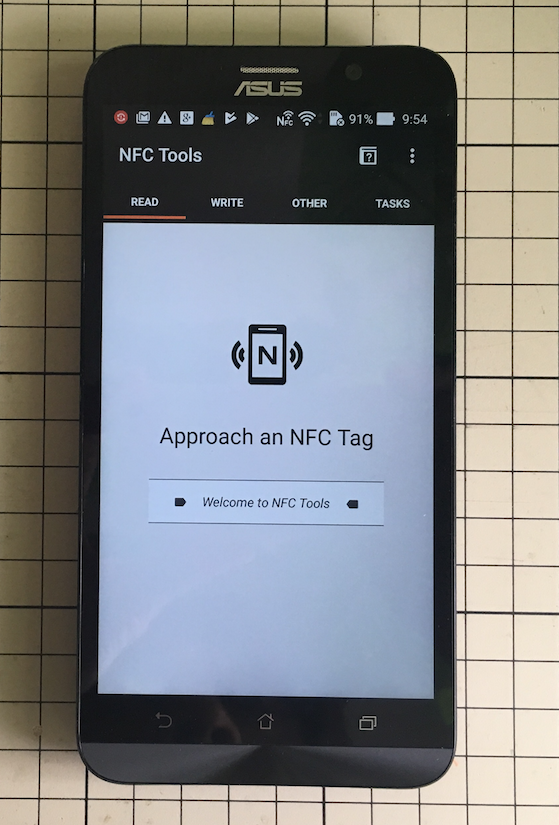 ASUS
NFC 91% 9:54
NFC Tools
READ WRITE OTHER TASKS
N
Approach an NFC Tag
Welcome to NFC Tools